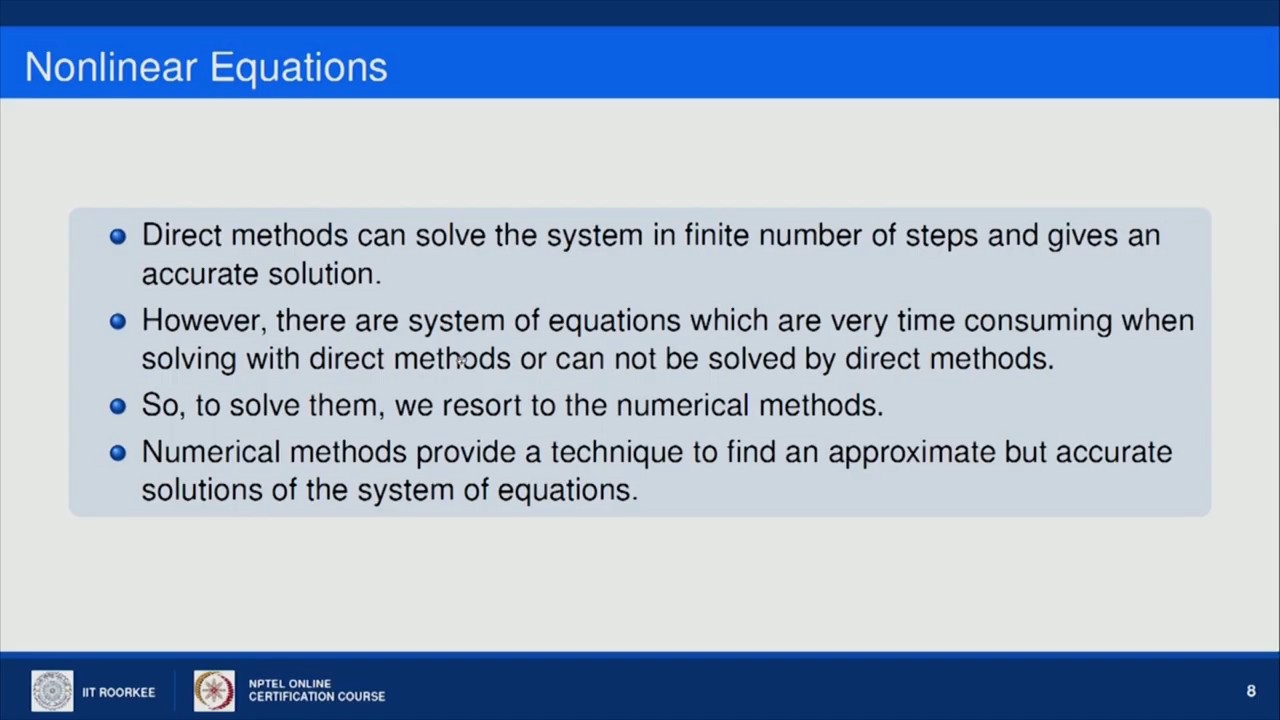 Nonlinear Equations
Direct methods can solve the system in finite number of steps and gives an
accurate solution.
However, there are system of equations which are very time consuming when
solving with direct methods or can not be solved by direct methods.
So, to solve them, we resort to the numerical methods.
Numerical methods provide a technique to find an approximate but accurate
solutions of the system of equations.
IIT ROORKEE
NPTEL ONLINE
CERTIFICATION COURSE
8